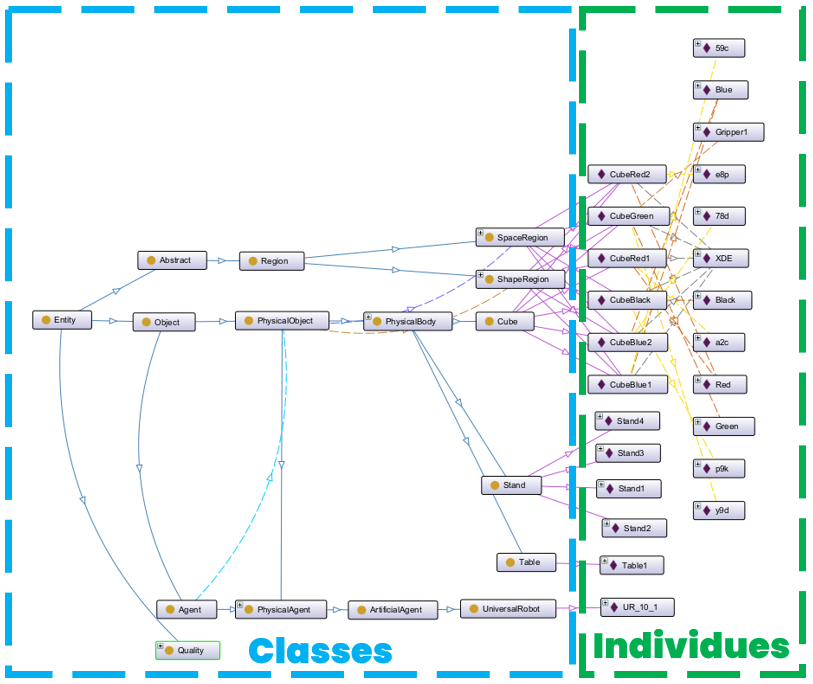 59c
Blue
Gripper1
CubeRed2
e8p
CubeGreen
78d
SpaceRegion
Abstract
Region
CubeRed1
XDE
ShapeRegion
CubeBlack
Black
Entity
Object
PhysicalObject
PhysicalBody
Cube
CubeBlue2
a2c
CubeBlue1
Red
Stand4
Green
Stand3
p9k
Stand
Stand1
y9d
Stand2
Table
Table1
Agent
PhysicalAgent
ArtificialAgent
UniversalRobot
UR_10_1
Quality
Classes
Individues